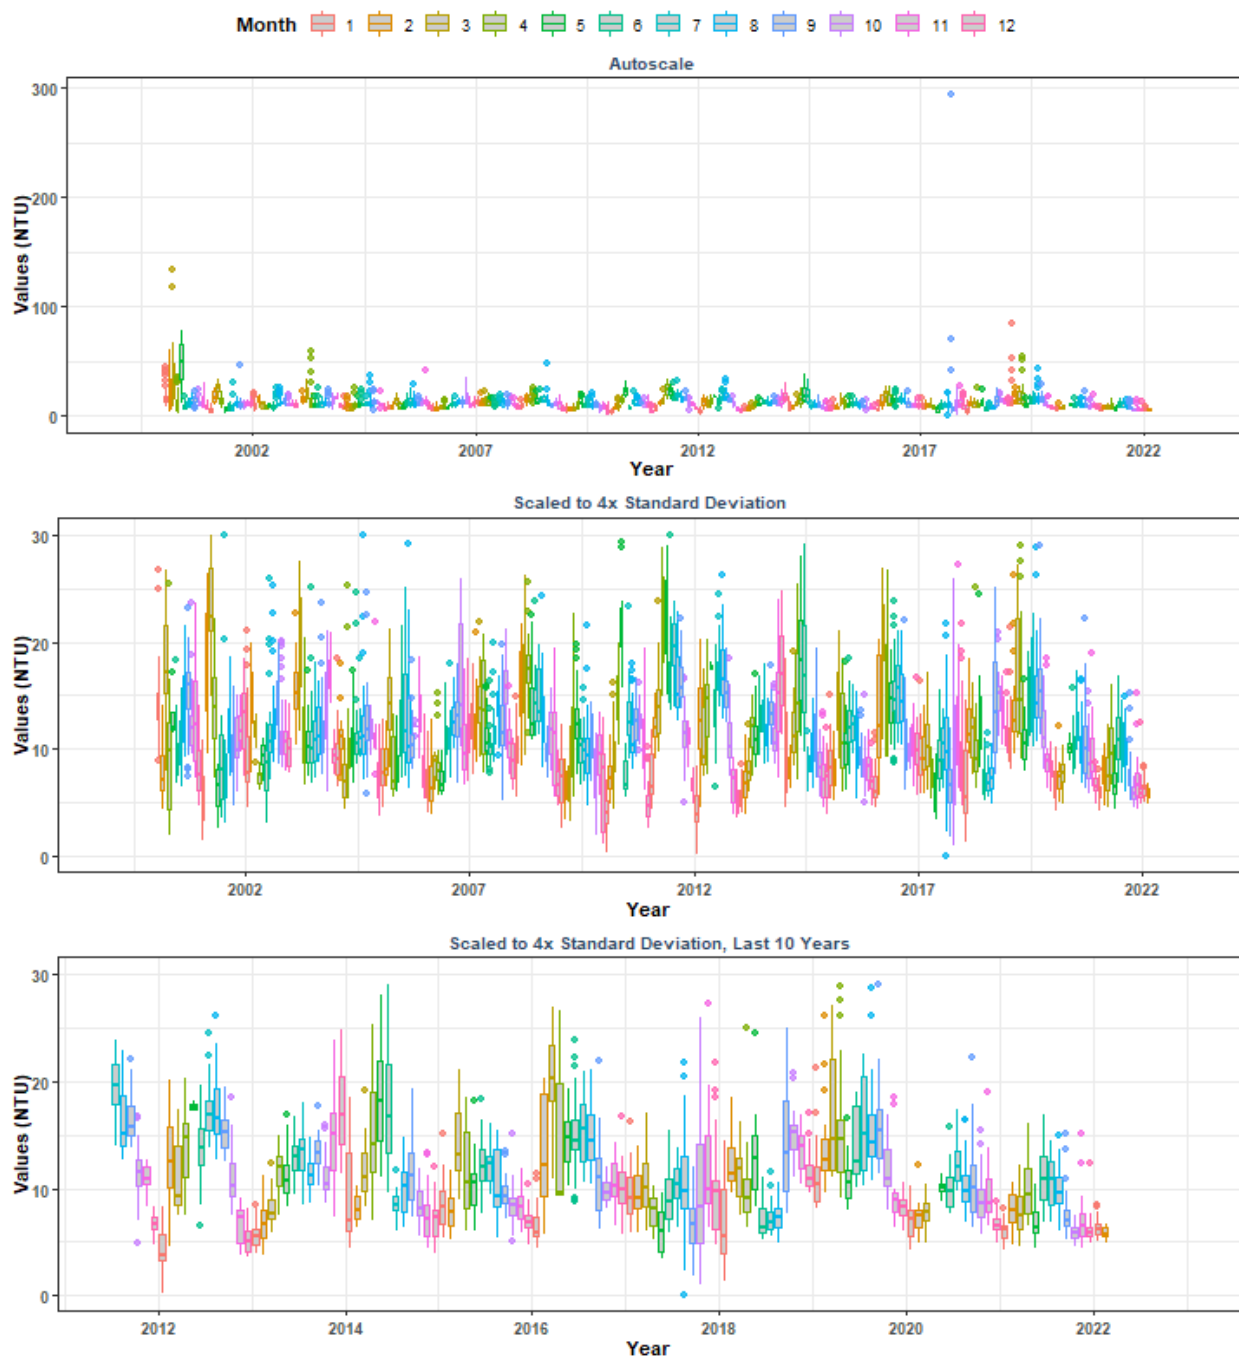 Month 1 2 3 4 5 6 7 8 9 10 11 12
Autoscale
300
200
100
0
Values (NTU)
2002 2007 2012 2017 2022
Year
Scaled to 4x Standard Deviation
30
20
10
0
Values (NTU)
2002 2007 2012 2017 2022
Year
Scaled to 4x Standard Deviation, Last 10 Years
30
20
10
0
Values (NTU)
2012 2014 2016 2018 2020 2022
Year